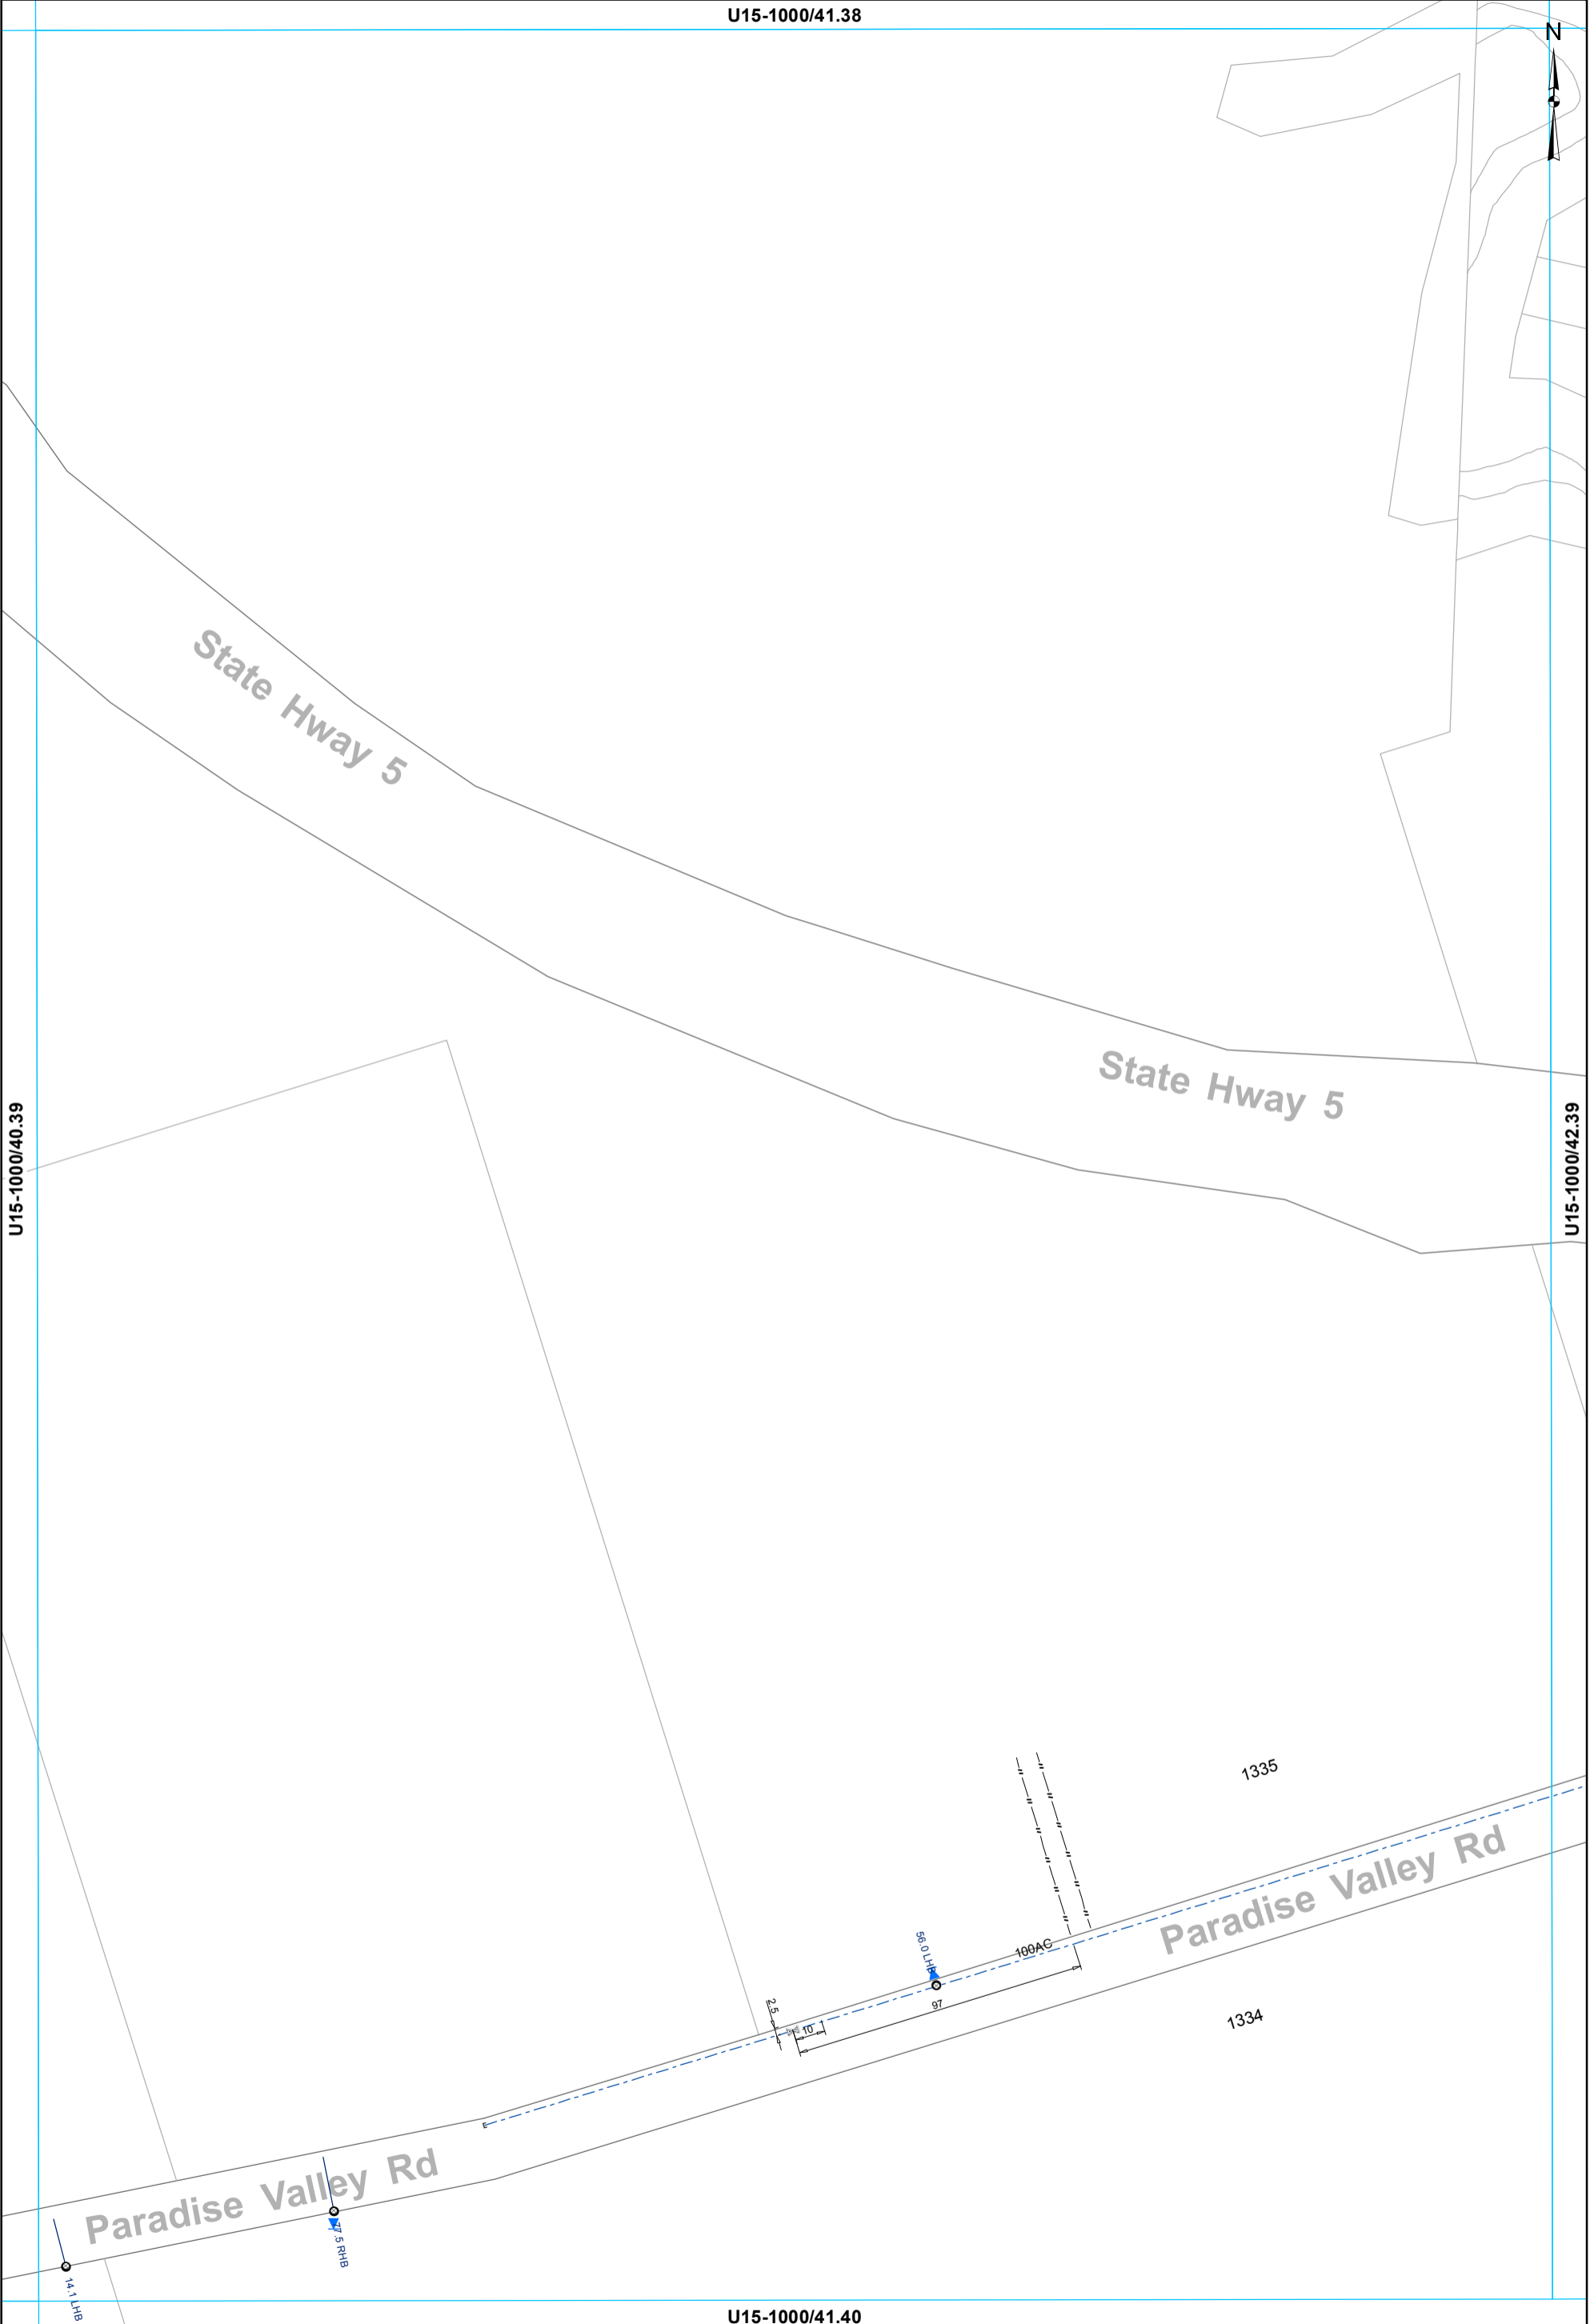 U15-1000/41.38
N
State Hway 5
State Hway 5
U15-1000/40.39
U15-1000/42.39
1335
Paradise Valley Rd
56.0 LHB
100AC
97
2.5
10
1334
Paradise Valley Rd
77.5 RHB
14.1 LHB
U15-1000/41.40